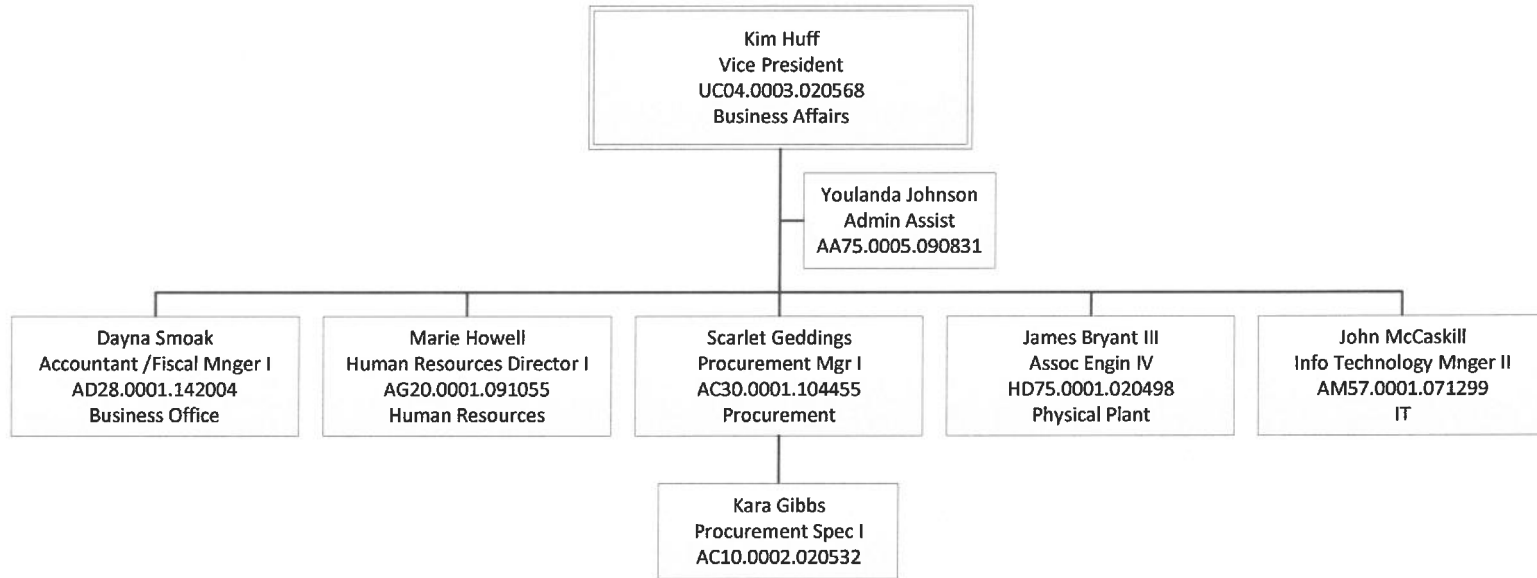 Kim Huff
Vice President
UC04.0003.020568
Business Affairs
Youlanda Johnson
Admin Assist
AA75.0005.090831
Dayna Smoak
Accountant /Fiscal Mnger I
AD28.0001.142004
Business Office
Marie Howell
Human Resources Director I
AG20.0001.091055
Human Resources
Scarlet Geddings
Procurement Mgr I
AC30.0001.104455
Procurement
James Bryant III
Assoc Engin IV
HD75.0001.020498
Physical Plant
John McCaskill
Info Technology Mnger II
AM57.0001.071299
IT
Kara Gibbs
Procurement Spec I
AC10.0002.020532